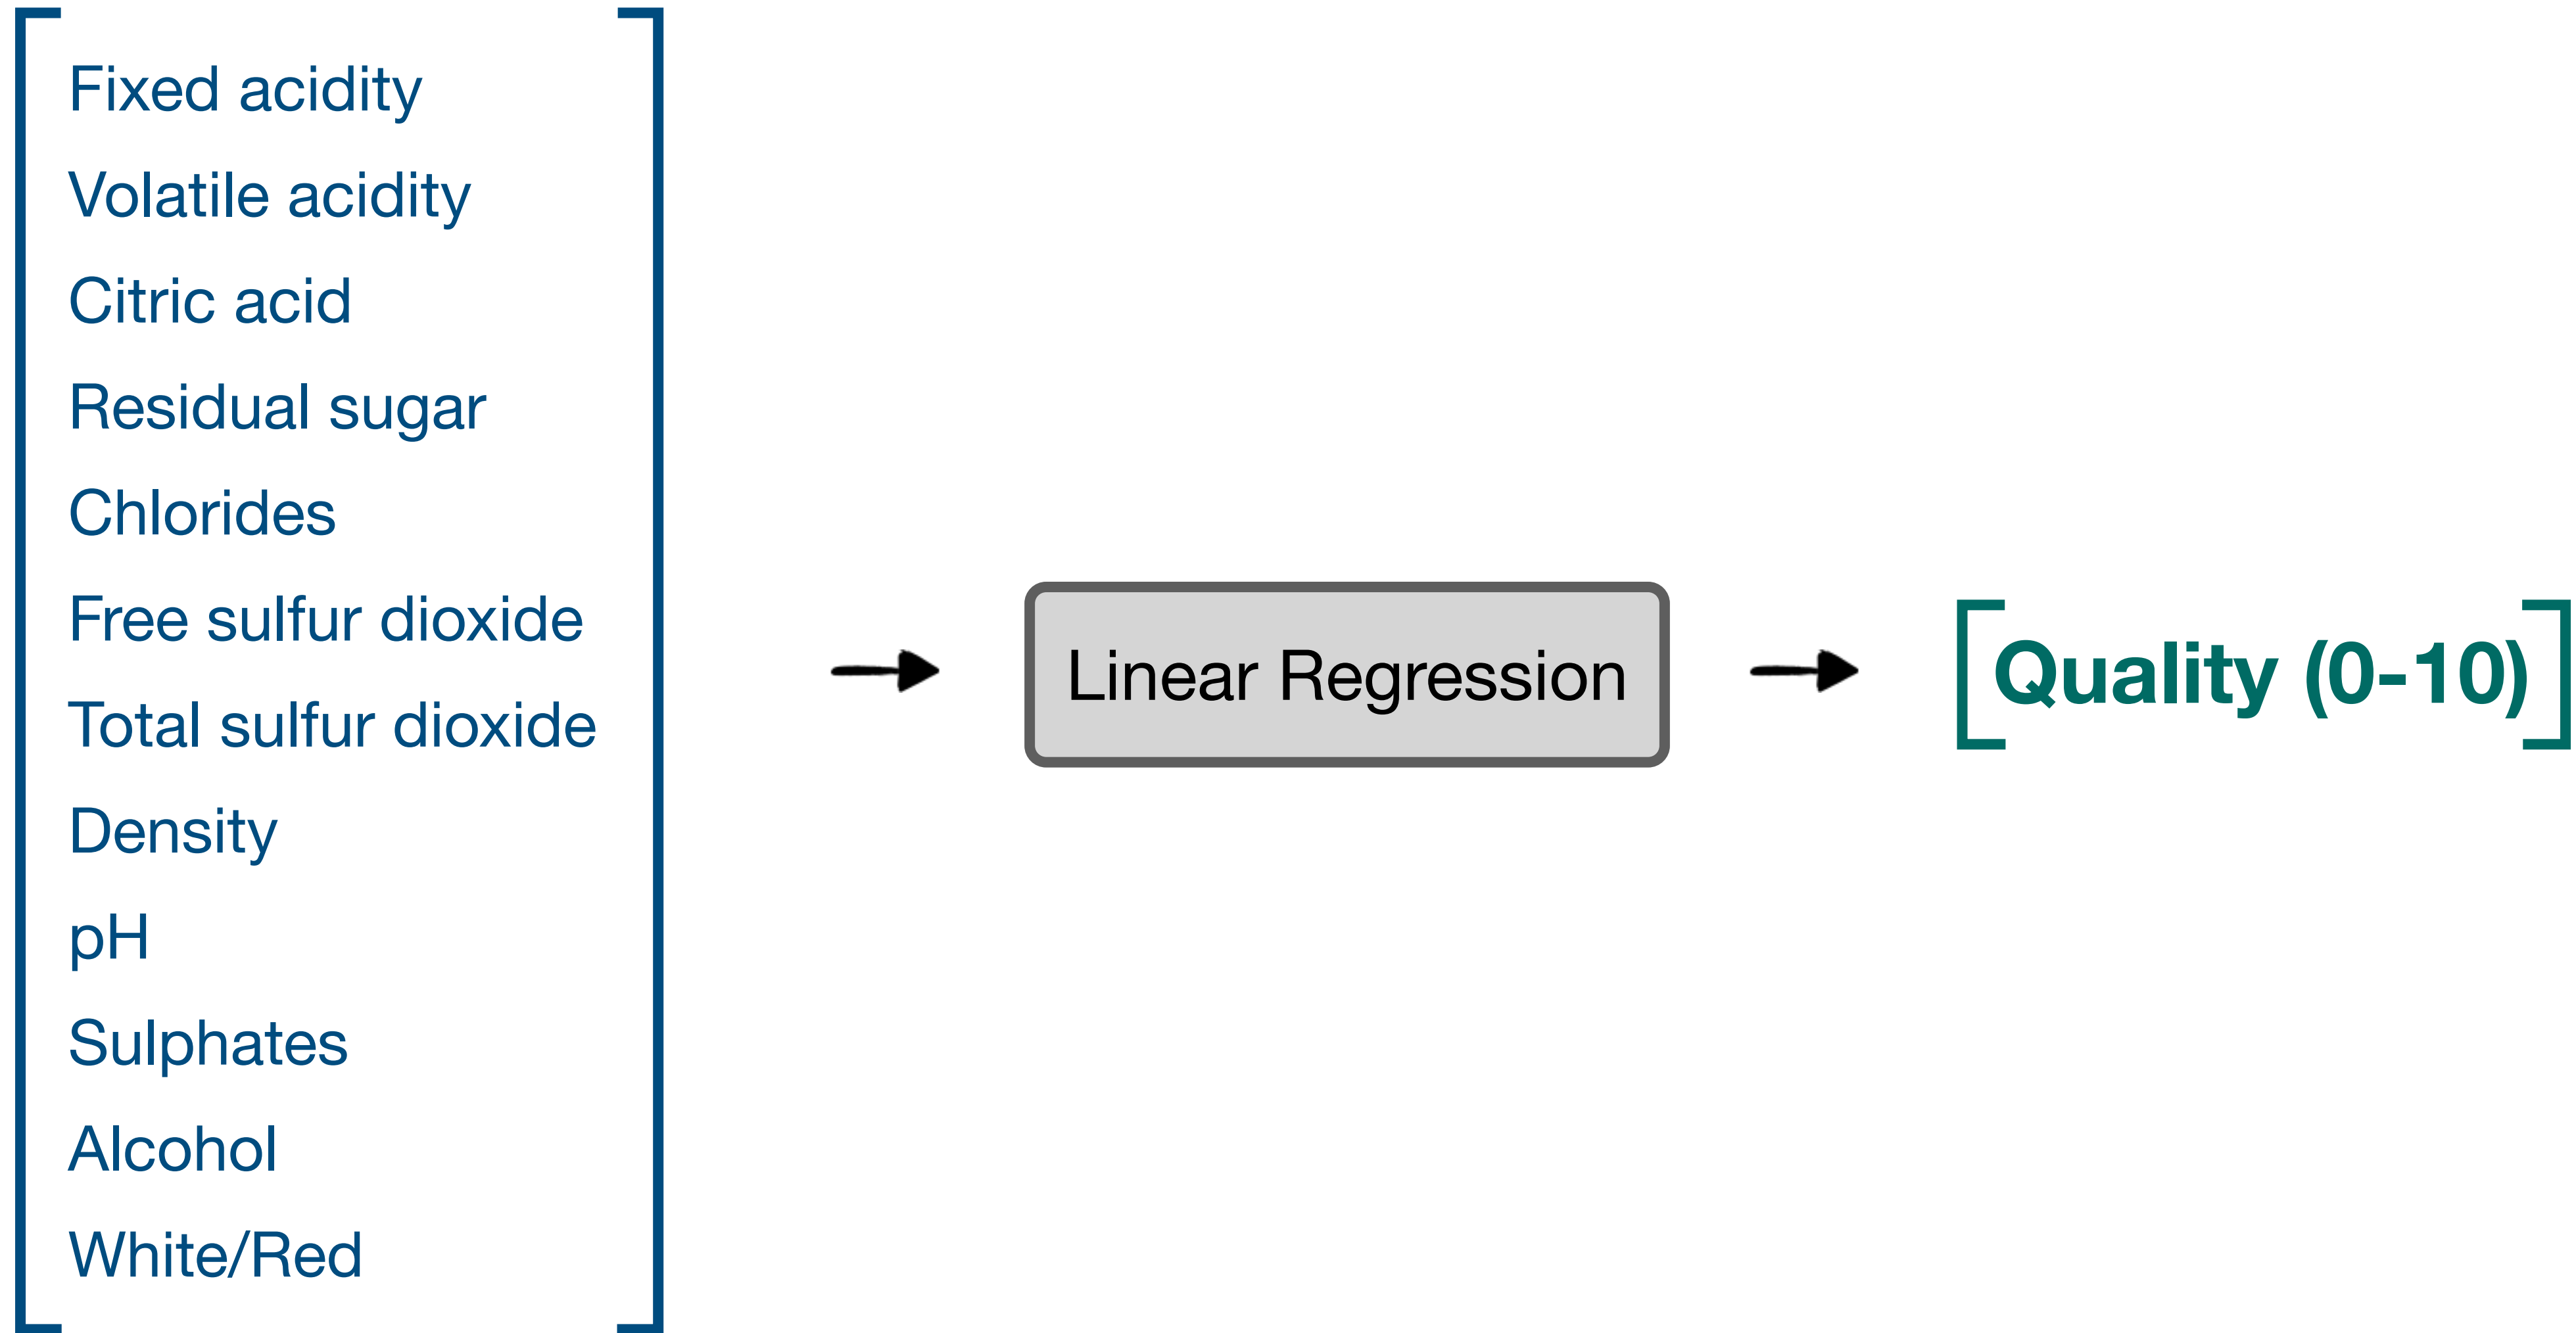 Fixed acidity
Volatile acidity
Citric acid
Residual sugar
Chlorides
Free sulfur dioxide
Total sulfur dioxide
Density
pH
Sulphates
Alcohol
White/Red
Linear Regression
Quality (0-10)